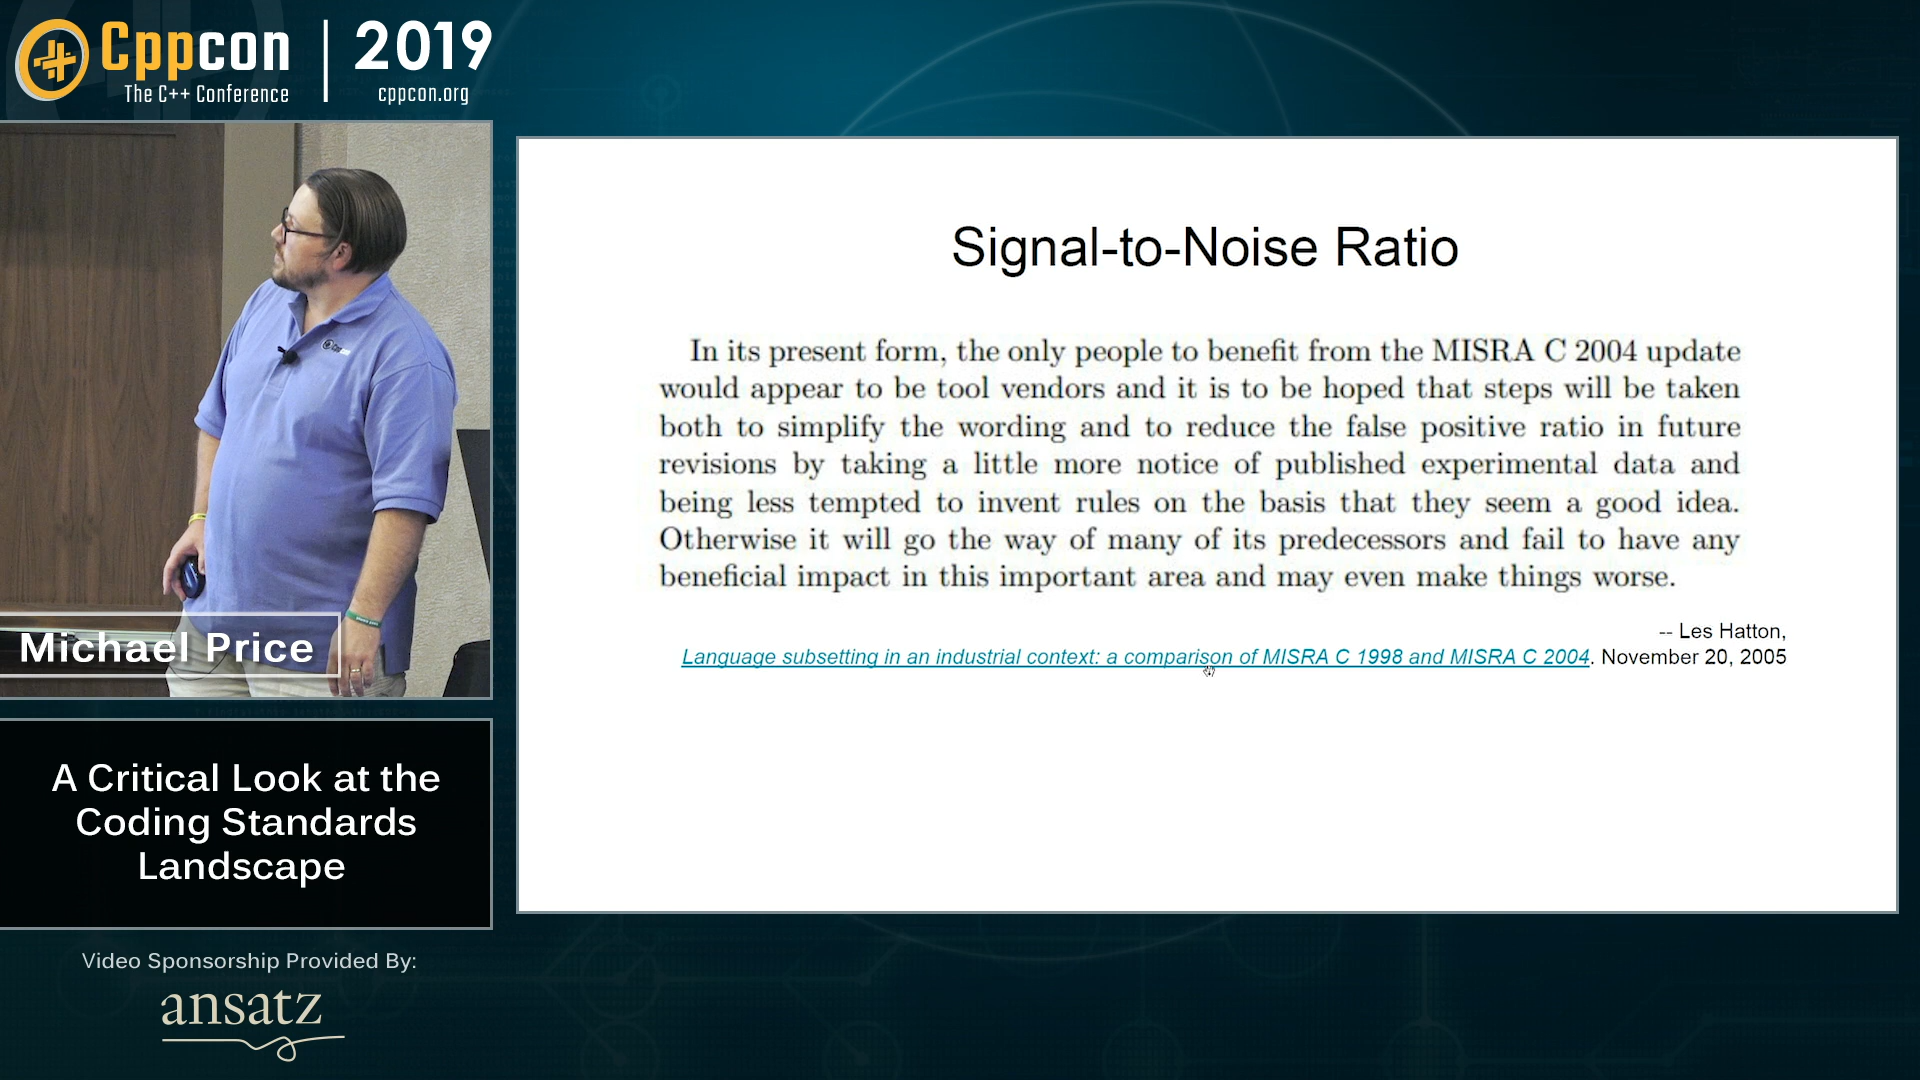 Cppcon
The C++ Conference
2019
cppcon.org
Michael Price
A Critical Look at the
Coding Standards
Landscape
Video Sponsorship Provided By:
ansatz
Signal-to-Noise Ratio
In its present form, the only people to benefit from the MISRA C 2004 update
would appear to be tool vendors and it is to be hoped that steps will be taken
both to simplify the wording and to reduce the false positive ratio in future
revisions by taking a little more notice of published experimental data and
being less tempted to invent rules on the basis that they seem a good idea.
Otherwise it will go the way of many of its predecessors and fail to have any
beneficial impact in this important area and may even make things worse.
-- Les Hatton,
Language subsetting in an industrial context: a comparison of MISRA C 1998 and MISRA C 2004. November 20, 2005